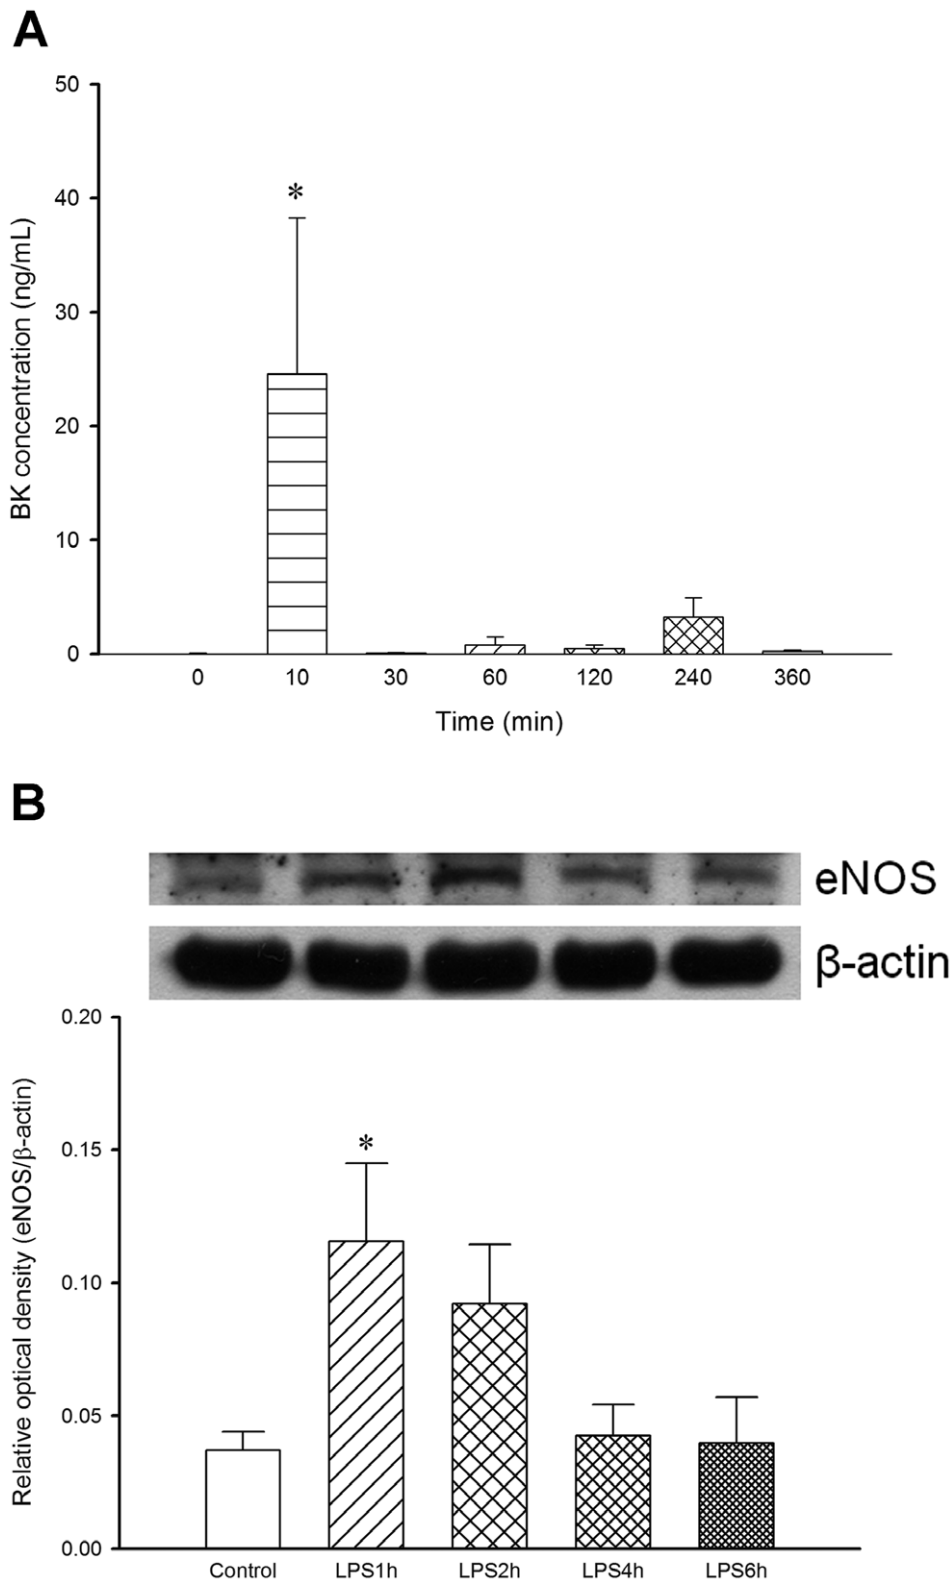 A
50
40
30
20
10
0
BK concentration (ng/mL)
*
0 10 30 60 120 240 360
Time (min)
B
eNOS
β-actin
0.20
0.15
0.10
0.05
0.00
Relative optical density (eNOS/β-actin)
*
Control LPS1h LPS2h LPS4h LPS6h